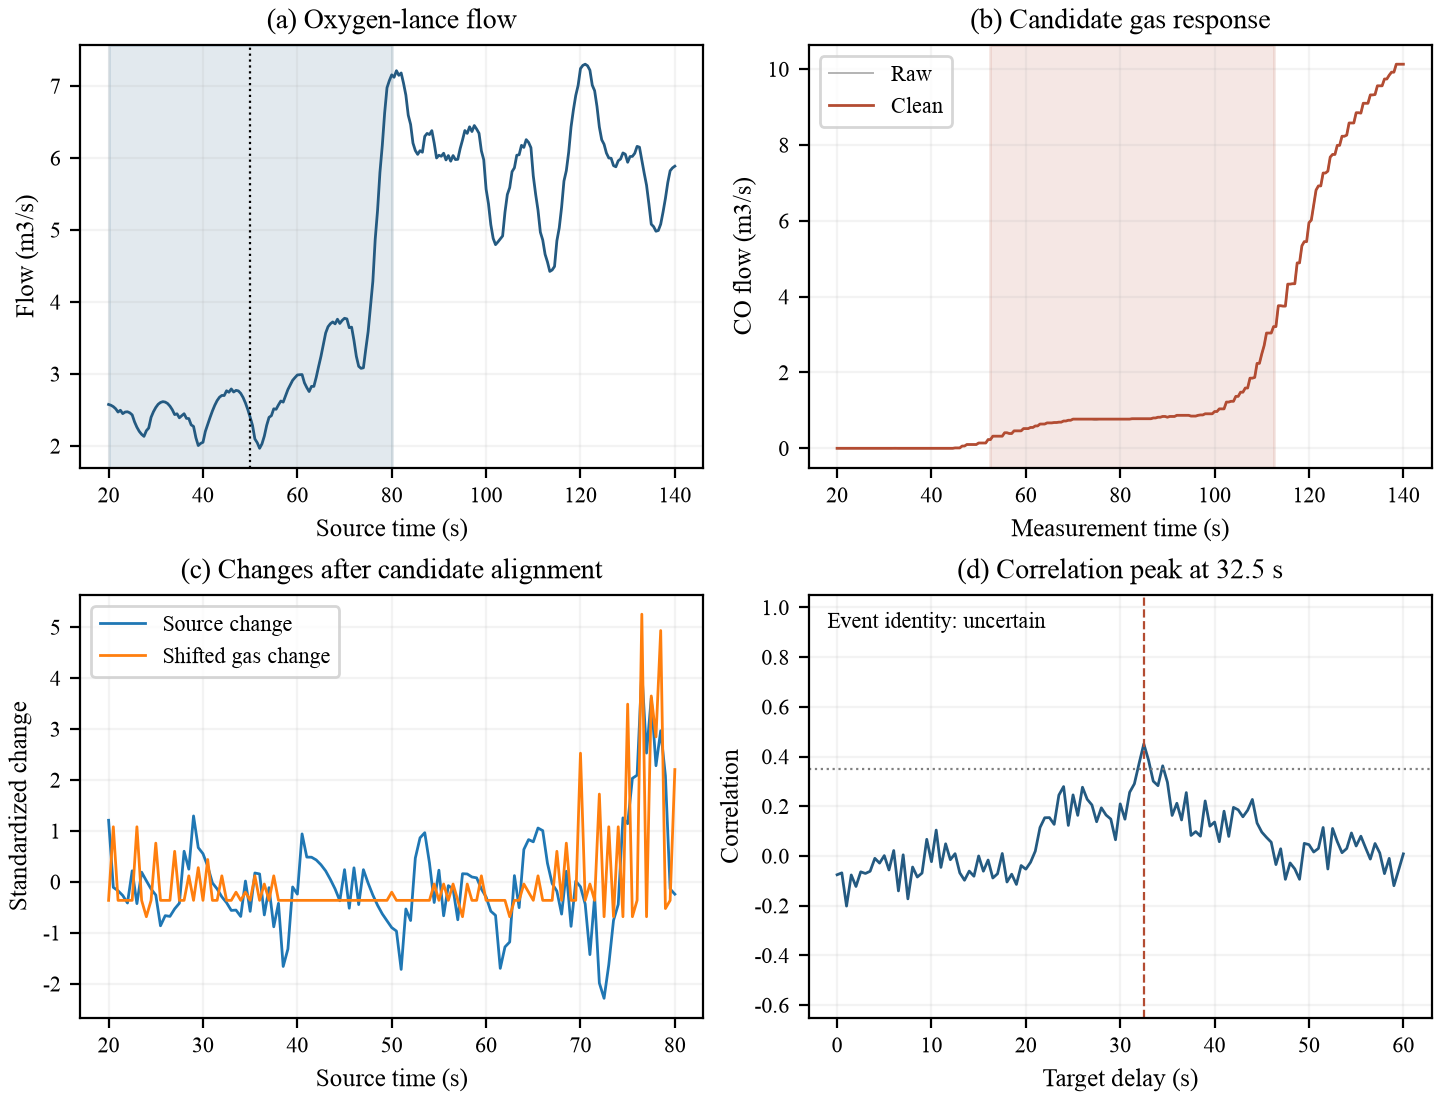 (a) Oxygen-lance flow
Flow (m3/s)
7
6
5
4
3
2
20 40 60 80 100 120 140
Source time (s)
(b) Candidate gas response
Raw
Clean
CO flow (m3/s)
10
8
6
4
2
0
20 40 60 80 100 120 140
Measurement time (s)
(c) Changes after candidate alignment
Source change
Shifted gas change
Standardized change
5
4
3
2
1
0
-1
-2
20 30 40 50 60 70 80
Source time (s)
(d) Correlation peak at 32.5 s
Event identity: uncertain
Correlation
1.0
0.8
0.6
0.4
0.2
0.0
-0.2
-0.4
-0.6
0 10 20 30 40 50 60
Target delay (s)